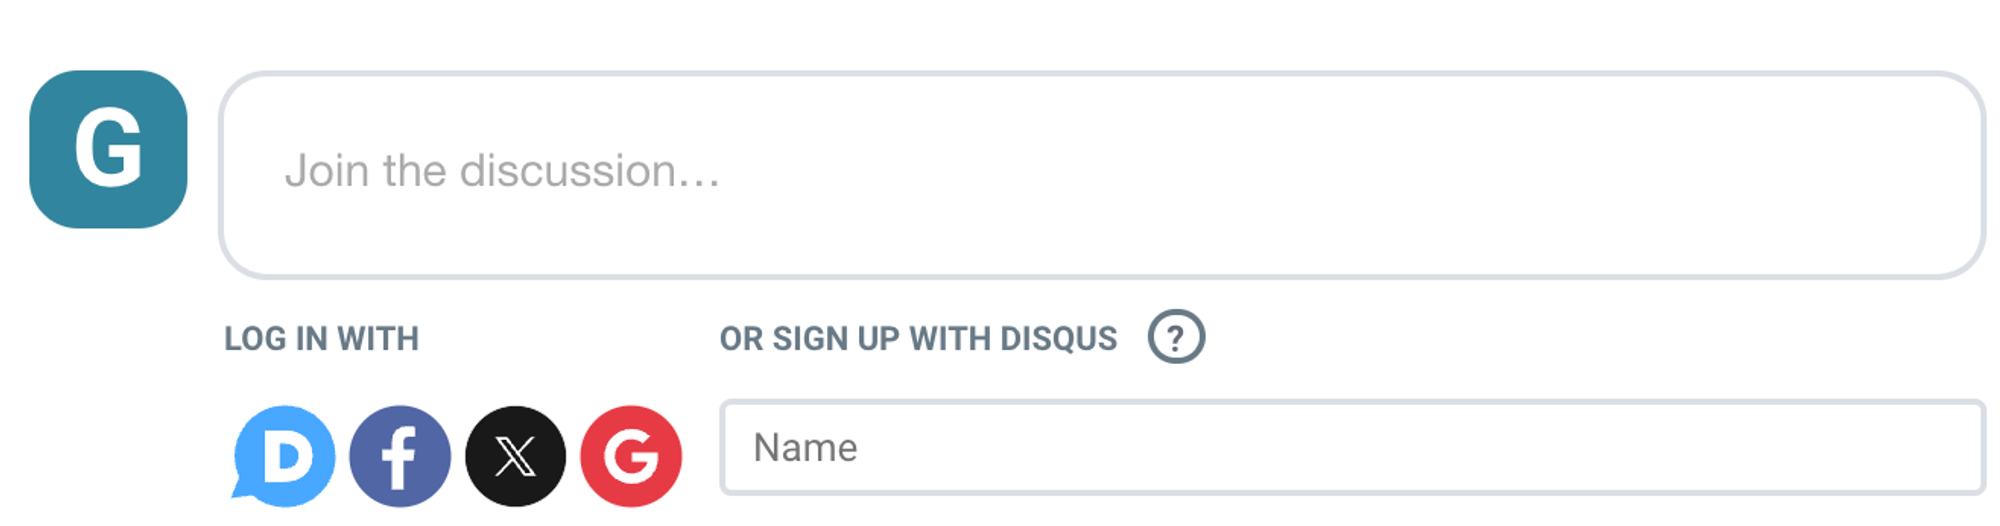 G
Join the discussion...
LOG IN WITH
OR SIGN UP WITH DISQUS ?
D f X G
Name